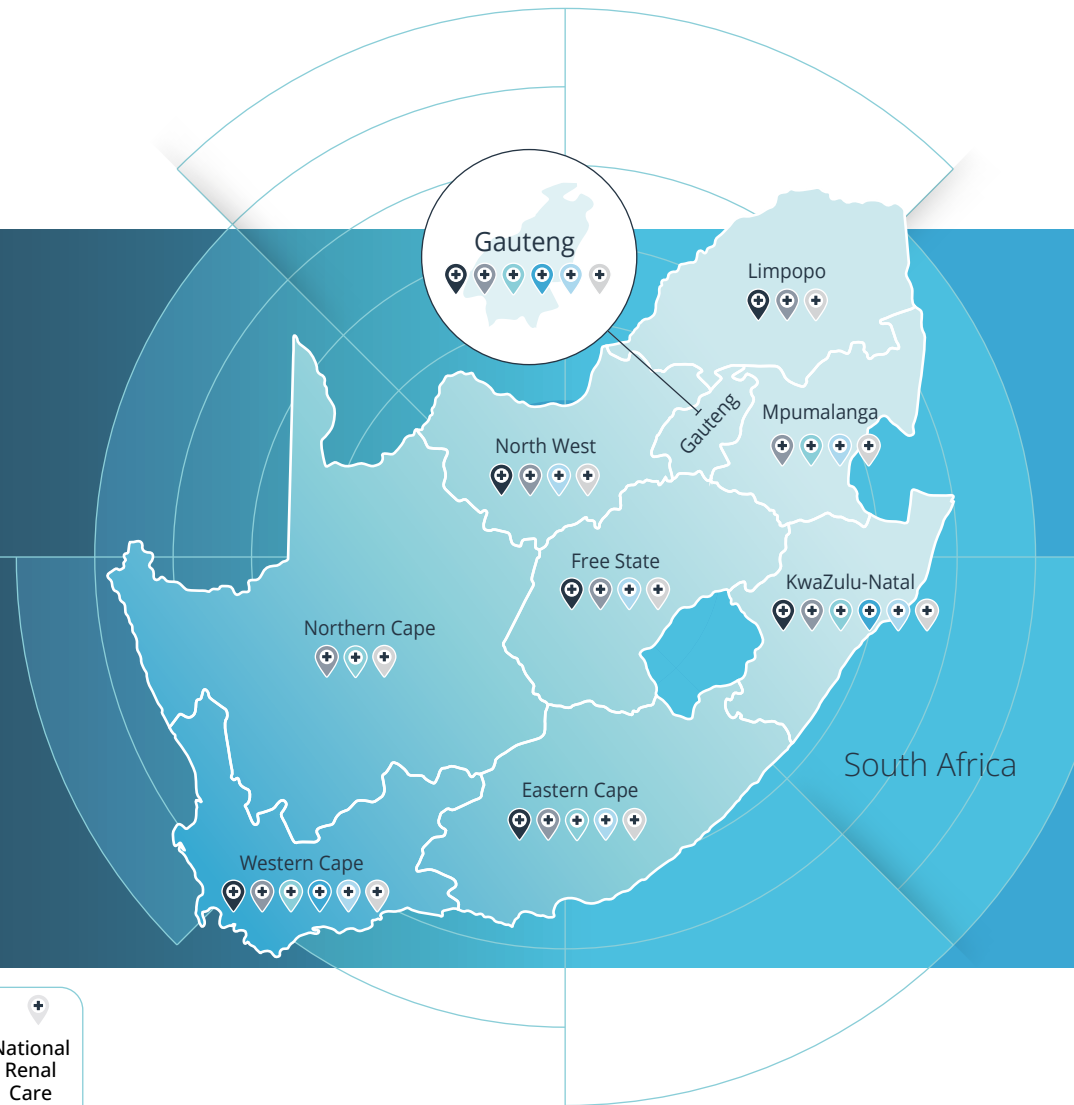 Gauteng
Limpopo
Mpumalanga
Gauteng
North West
Free State
KwaZulu-Natal
Northern Cape
South Africa
Eastern Cape
Western Cape
National
Renal
Care